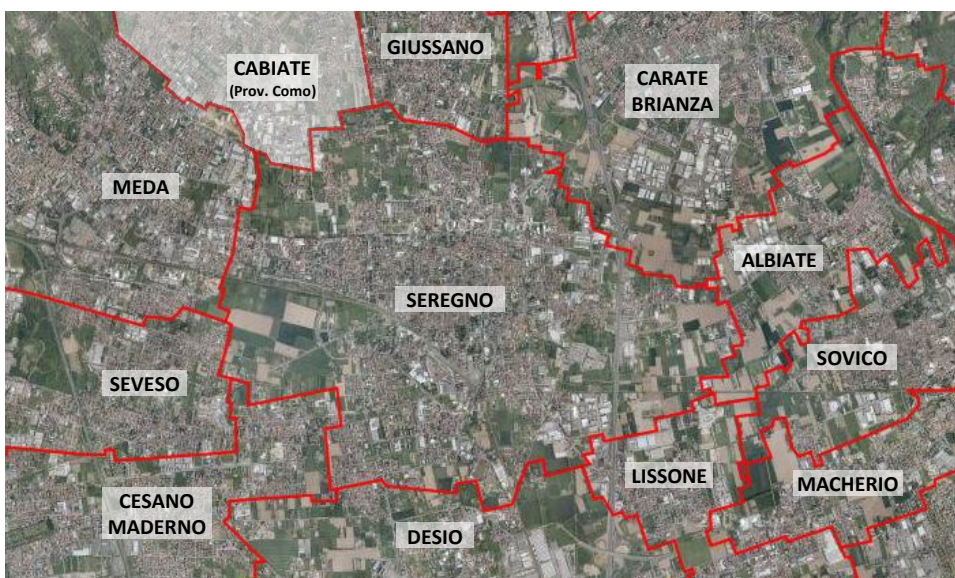 GIUSSANO
CABIATE
(Prov. Como)
CARATE
BRIANZA
MEDA
ALBIATE
SEREGNO
SOVICO
SEVESO
LISSONE
MACHERIO
CESANO
MADERNO
DESIO